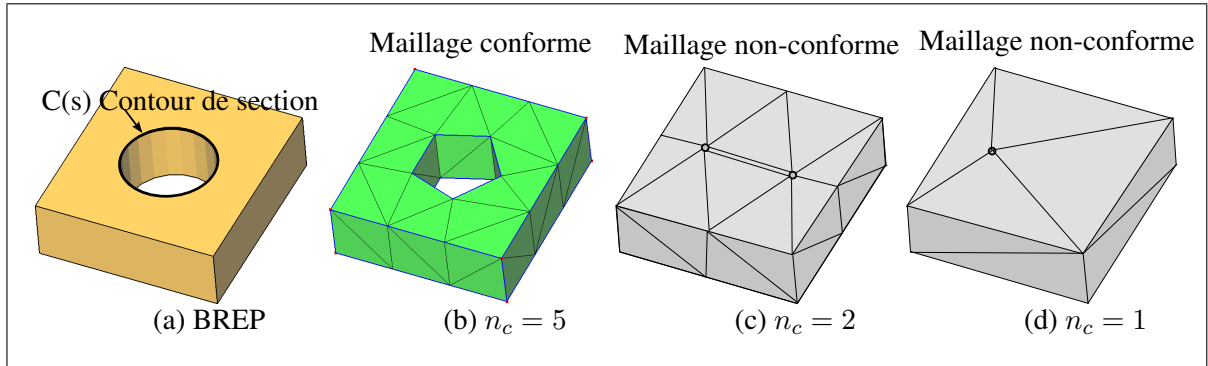 Maillage conforme
Maillage non-conforme
Maillage non-conforme
C(s) Contour de section
(a) BREP
(b) n_c = 5
(c) n_c = 2
(d) n_c = 1